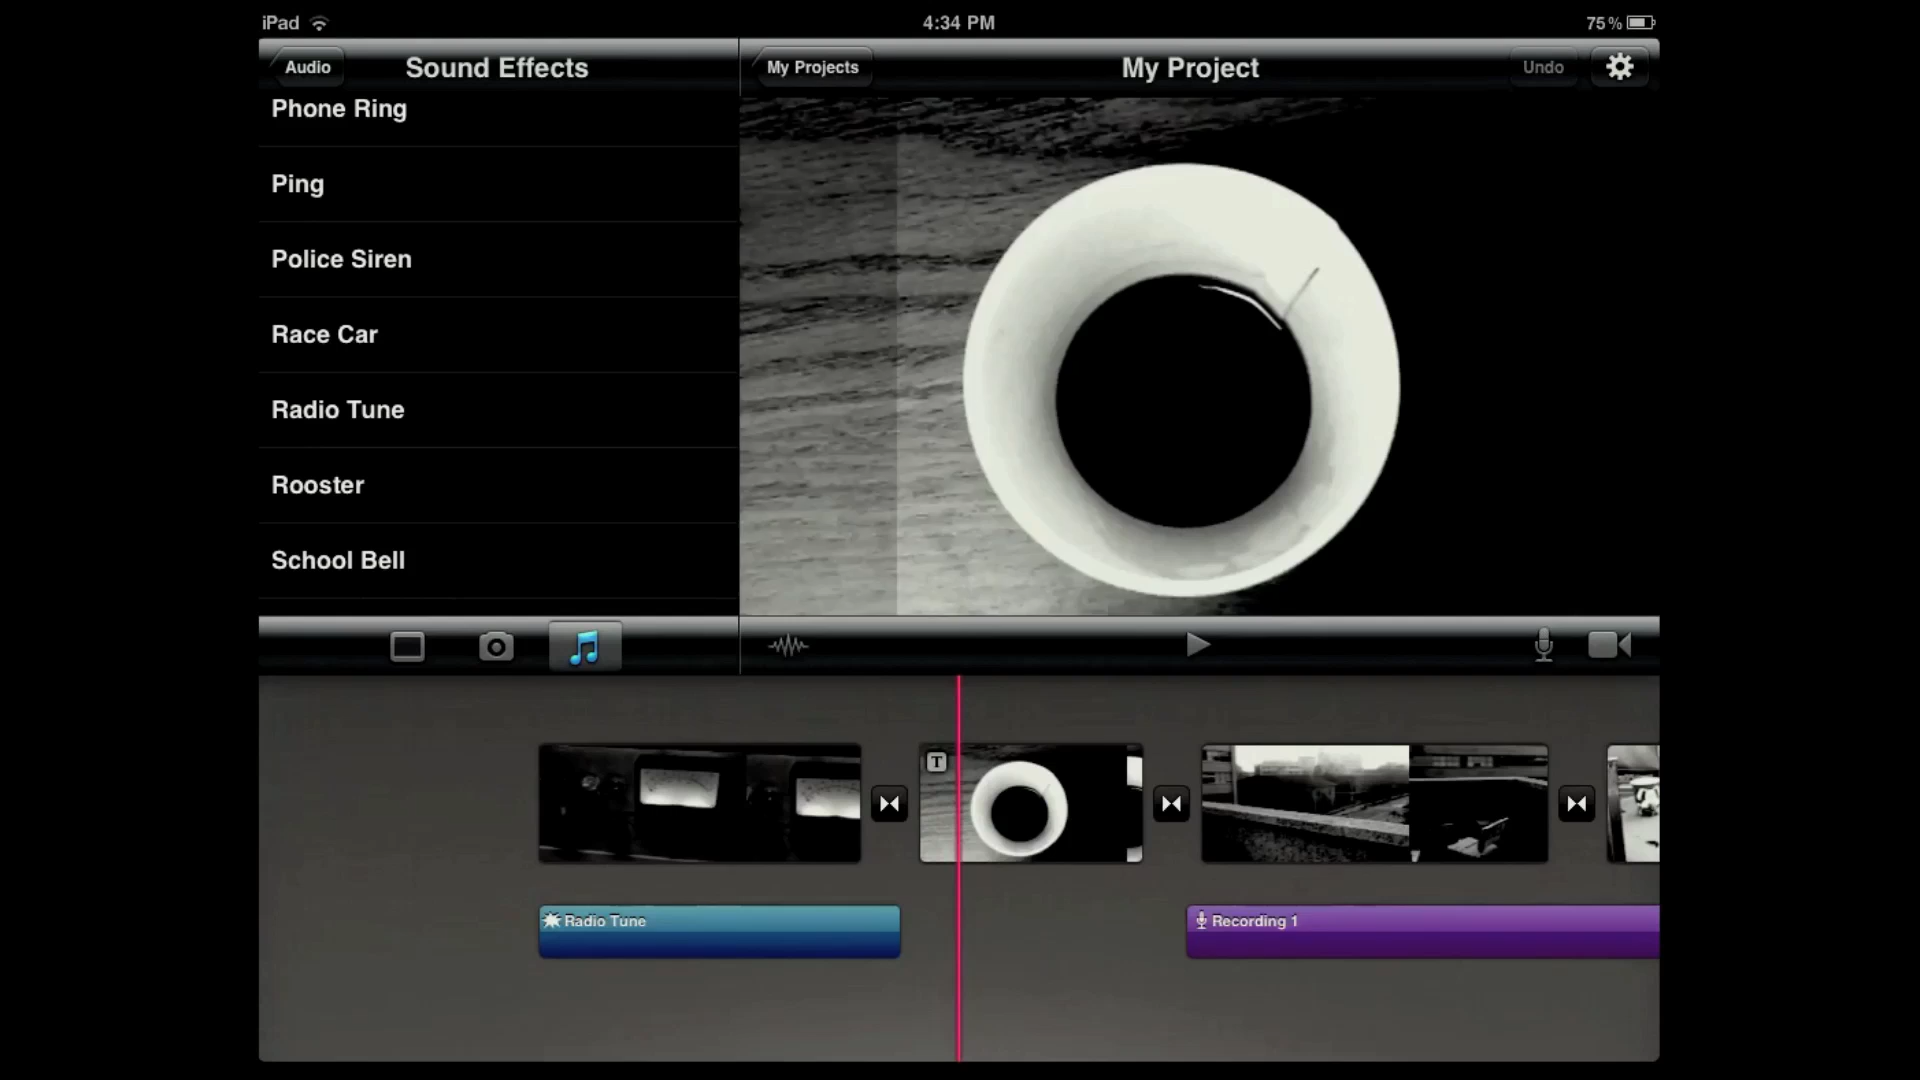 iPad
4:34 PM
75%
Audio
Sound Effects
My Projects
My Project
Undo
Phone Ring
Ping
Police Siren
Race Car
Radio Tune
Rooster
School Bell
T
Radio Tune
Recording 1